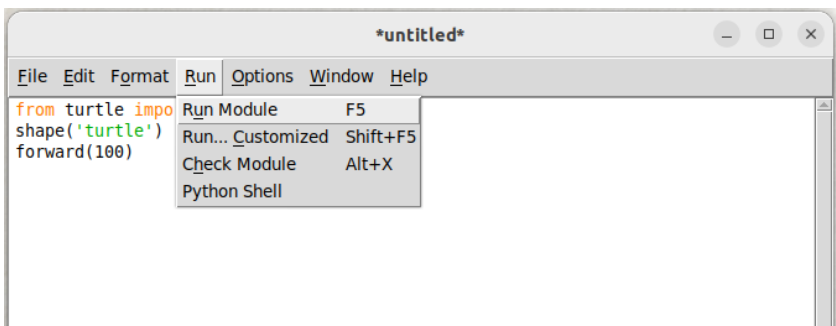 *untitled*
File Edit Format Run Options Window Help
from turtle impo
shape('turtle')
forward(100)
Run Module F5
Run... Customized Shift+F5
Check Module Alt+X
Python Shell